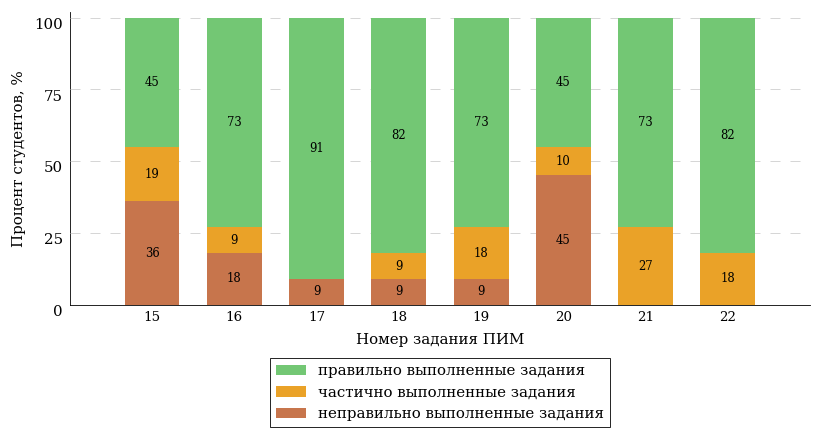 100
75
50
25
0
Процент студентов, %
45 73 91 82 73 45 73 82
19 9 9 18 10 27 18
36 18 9 9 9 45
15 16 17 18 19 20 21 22
Номер задания ПИМ
правильно выполненные задания
частично выполненные задания
неправильно выполненные задания